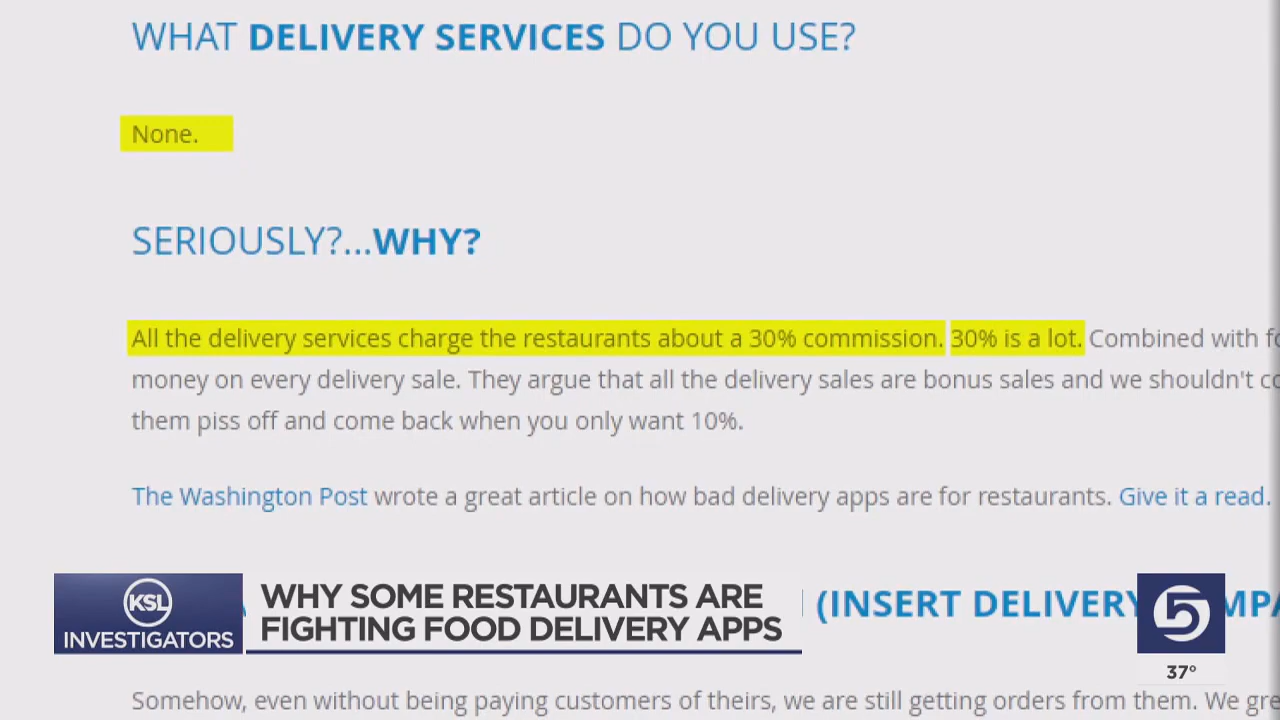 WHAT DELIVERY SERVICES DO YOU USE?
None.
SERIOUSLY?...WHY?
All the delivery services charge the restaurants about a 30% commission. 30% is a lot. Combined with
money on every delivery sale. They argue that all the delivery sales are bonus sales and we shouldn't
them piss off and come back when you only want 10%.
The Washington Post wrote a great article on how bad delivery apps are for restaurants. Give it a read.
(INSERT DELIVERY
KSL
INVESTIGATORS
WHY SOME RESTAURANTS ARE
FIGHTING FOOD DELIVERY APPS
5
37°
Somehow, even without being paying customers of theirs, we are still getting orders from them. We